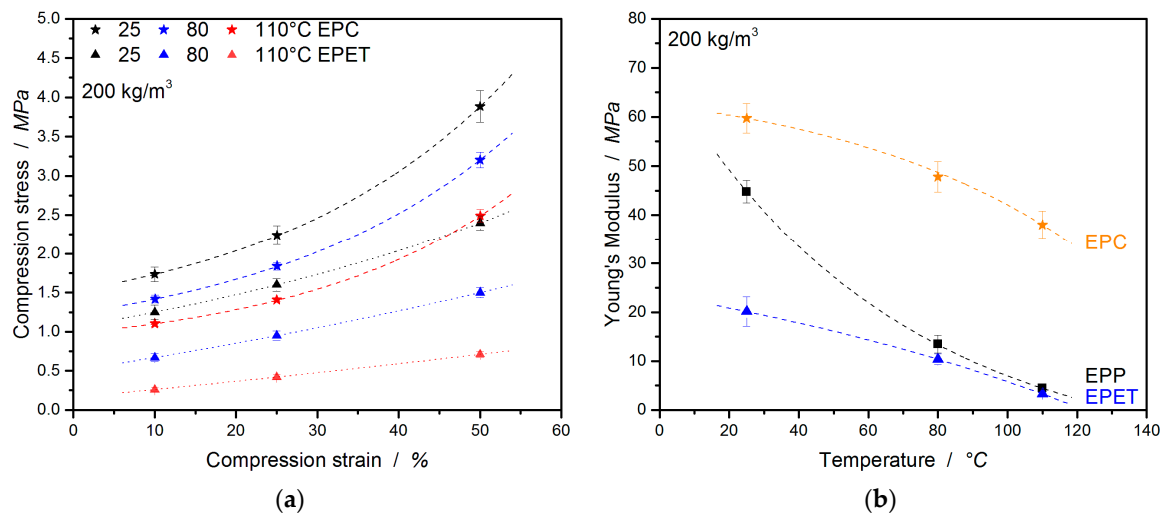 5.0
4.5
4.0
3.5
3.0
2.5
2.0
1.5
1.0
0.5
0.0
Compression stress / MPa
25 80 110°C EPC
25 80 110°C EPET
200 kg/m³
0 10 20 30 40 50 60
Compression strain / %
(a)
80
70
60
50
40
30
20
10
0
Young's Modulus / MPa
200 kg/m³
EPC
EPP
EPET
0 20 40 60 80 100 120 140
Temperature / °C
(b)